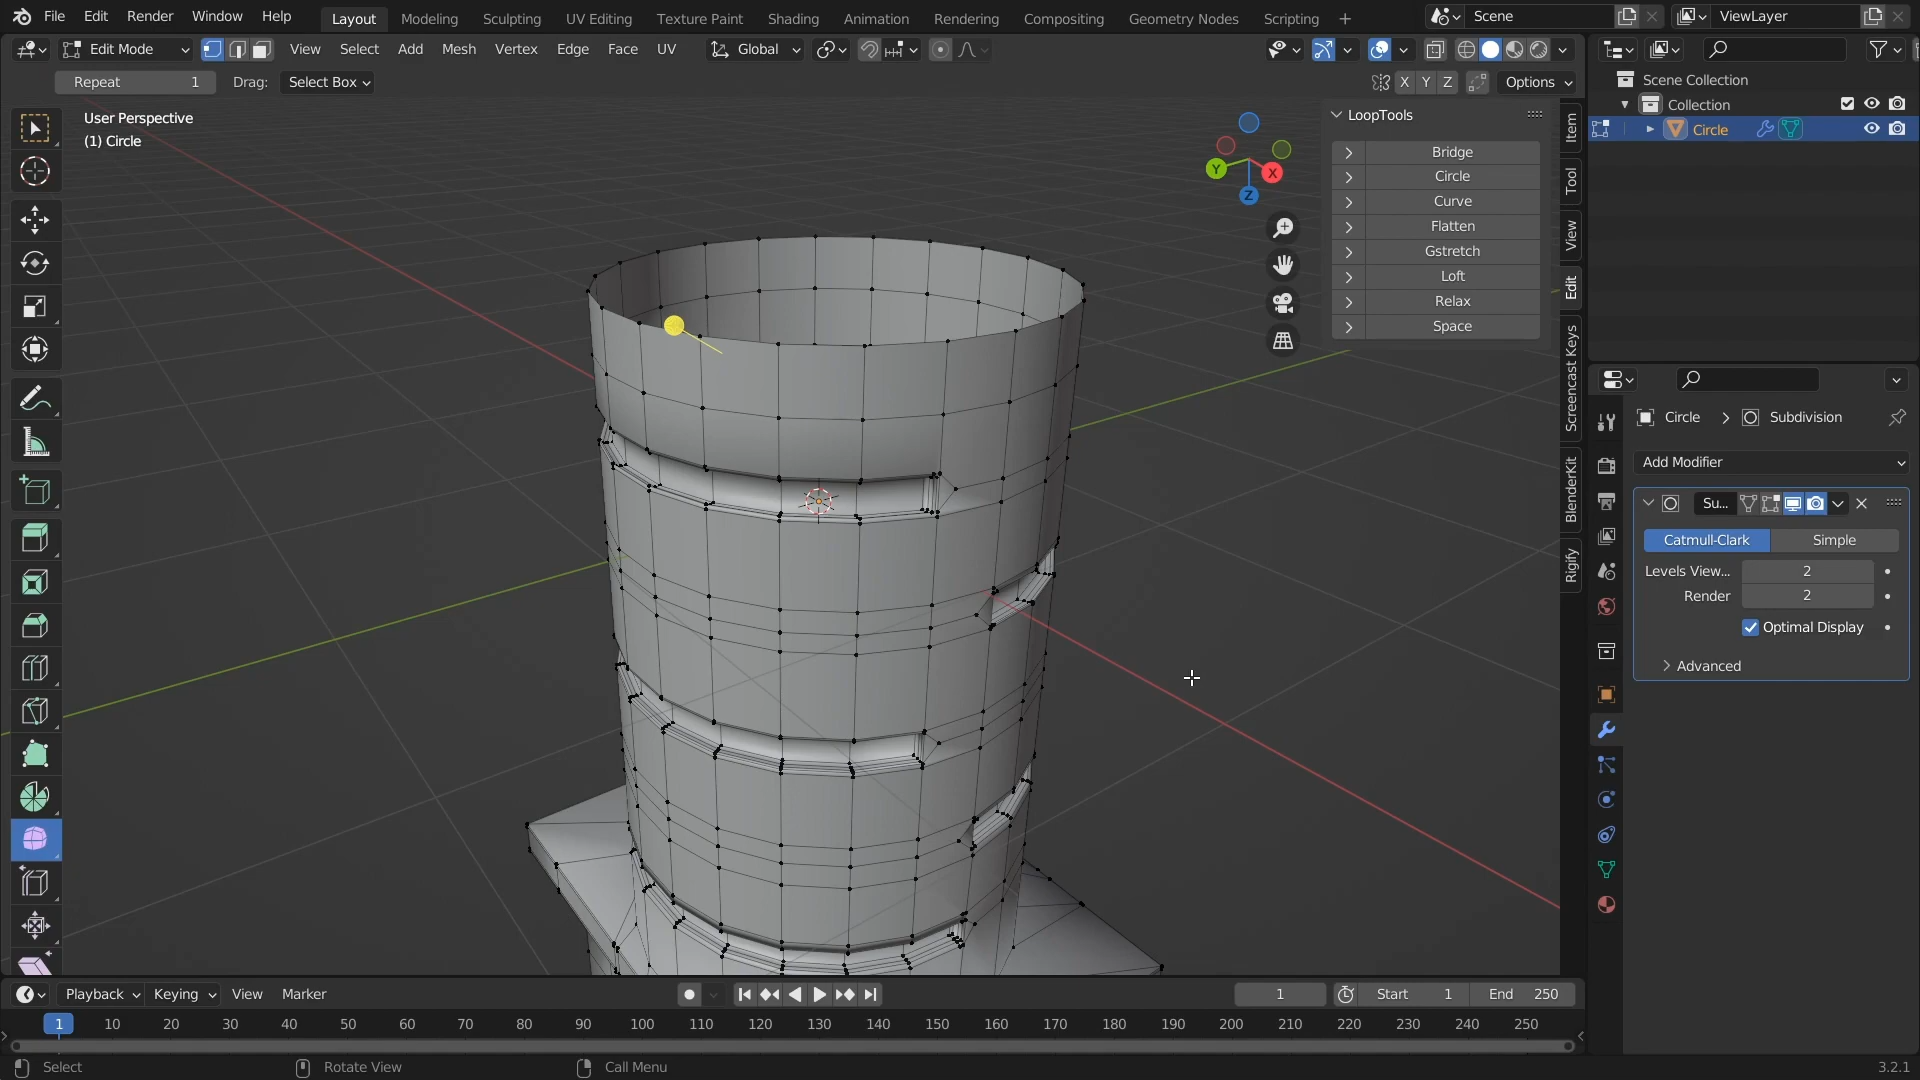 File Edit Render Window Help Layout Modeling Sculpting UV Editing Texture Paint Shading Animation Rendering Compositing Geometry Nodes Scripting + Scene ViewLayer
Edit Mode View Select Add Mesh Vertex Edge Face UV Global
Repeat 1 Drag: Select Box X Y Z Options
User Perspective
(1) Circle
Y X Z
LoopTools
Bridge
Circle
Curve
Flatten
Gstretch
Loft
Relax
Space
Item
Tool
View
Edit
Screencast Keys
BlenderKit
Rigify
Scene Collection
Collection
Circle
Circle > Subdivision
Add Modifier
Su...
Catmull-Clark Simple
Levels View... 2
Render 2
Optimal Display
Advanced
Playback Keying View Marker 1 Start 1 End 250
1 10 20 30 40 50 60 70 80 90 100 110 120 130 140 150 160 170 180 190 200 210 220 230 240 250
Select Rotate View Call Menu 3.2.1